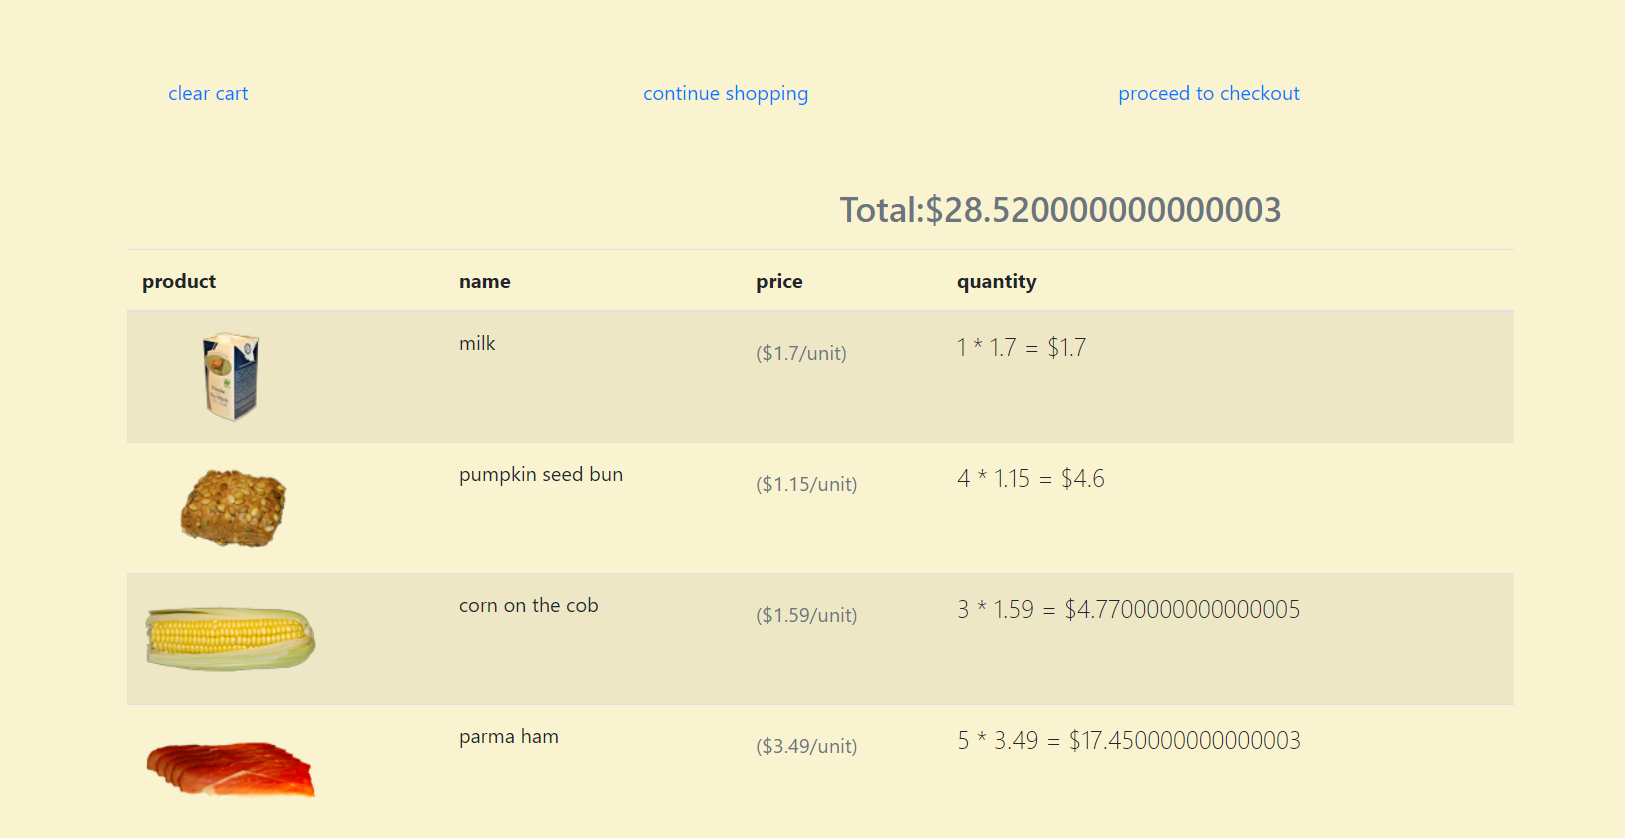 clear cart continue shopping proceed to checkout
Total:$28.520000000000003
product name price quantity
milk ($1.7/unit) 1 * 1.7 = $1.7
pumpkin seed bun ($1.15/unit) 4 * 1.15 = $4.6
corn on the cob ($1.59/unit) 3 * 1.59 = $4.7700000000000005
parma ham ($3.49/unit) 5 * 3.49 = $17.450000000000003